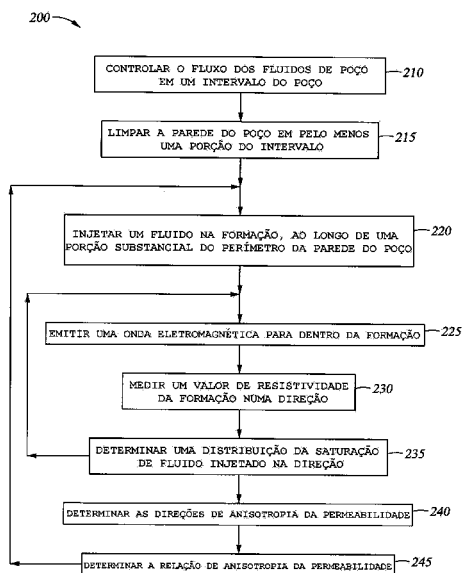 200
CONTROLAR O FLUXO DOS FLUIDOS DE POÇO
EM UM INTERVALO DO POÇO
210
LIMPAR A PAREDE DO POÇO EM PELO MENOS
UMA PORÇÃO DO INTERVALO
215
INJETAR UM FLUIDO NA FORMAÇÃO, AO LONGO DE UMA
PORÇÃO SUBSTANCIAL DO PERÍMETRO DA PAREDE DO POÇO
220
EMITIR UMA ONDA ELETROMAGNÉTICA PARA DENTRO DA FORMAÇÃO
225
MEDIR UM VALOR DE RESISTIVIDADE
DA FORMAÇÃO NUMA DIREÇÃO
230
DETERMINAR UMA DISTRIBUIÇÃO DA SATURAÇÃO
DE FLUIDO INJETADO NA DIREÇÃO
235
DETERMINAR AS DIREÇÕES DE ANISOTROPIA DA PERMEABILIDADE
240
DETERMINAR A RELAÇÃO DE ANISOTROPIA DA PERMEABILIDADE
245